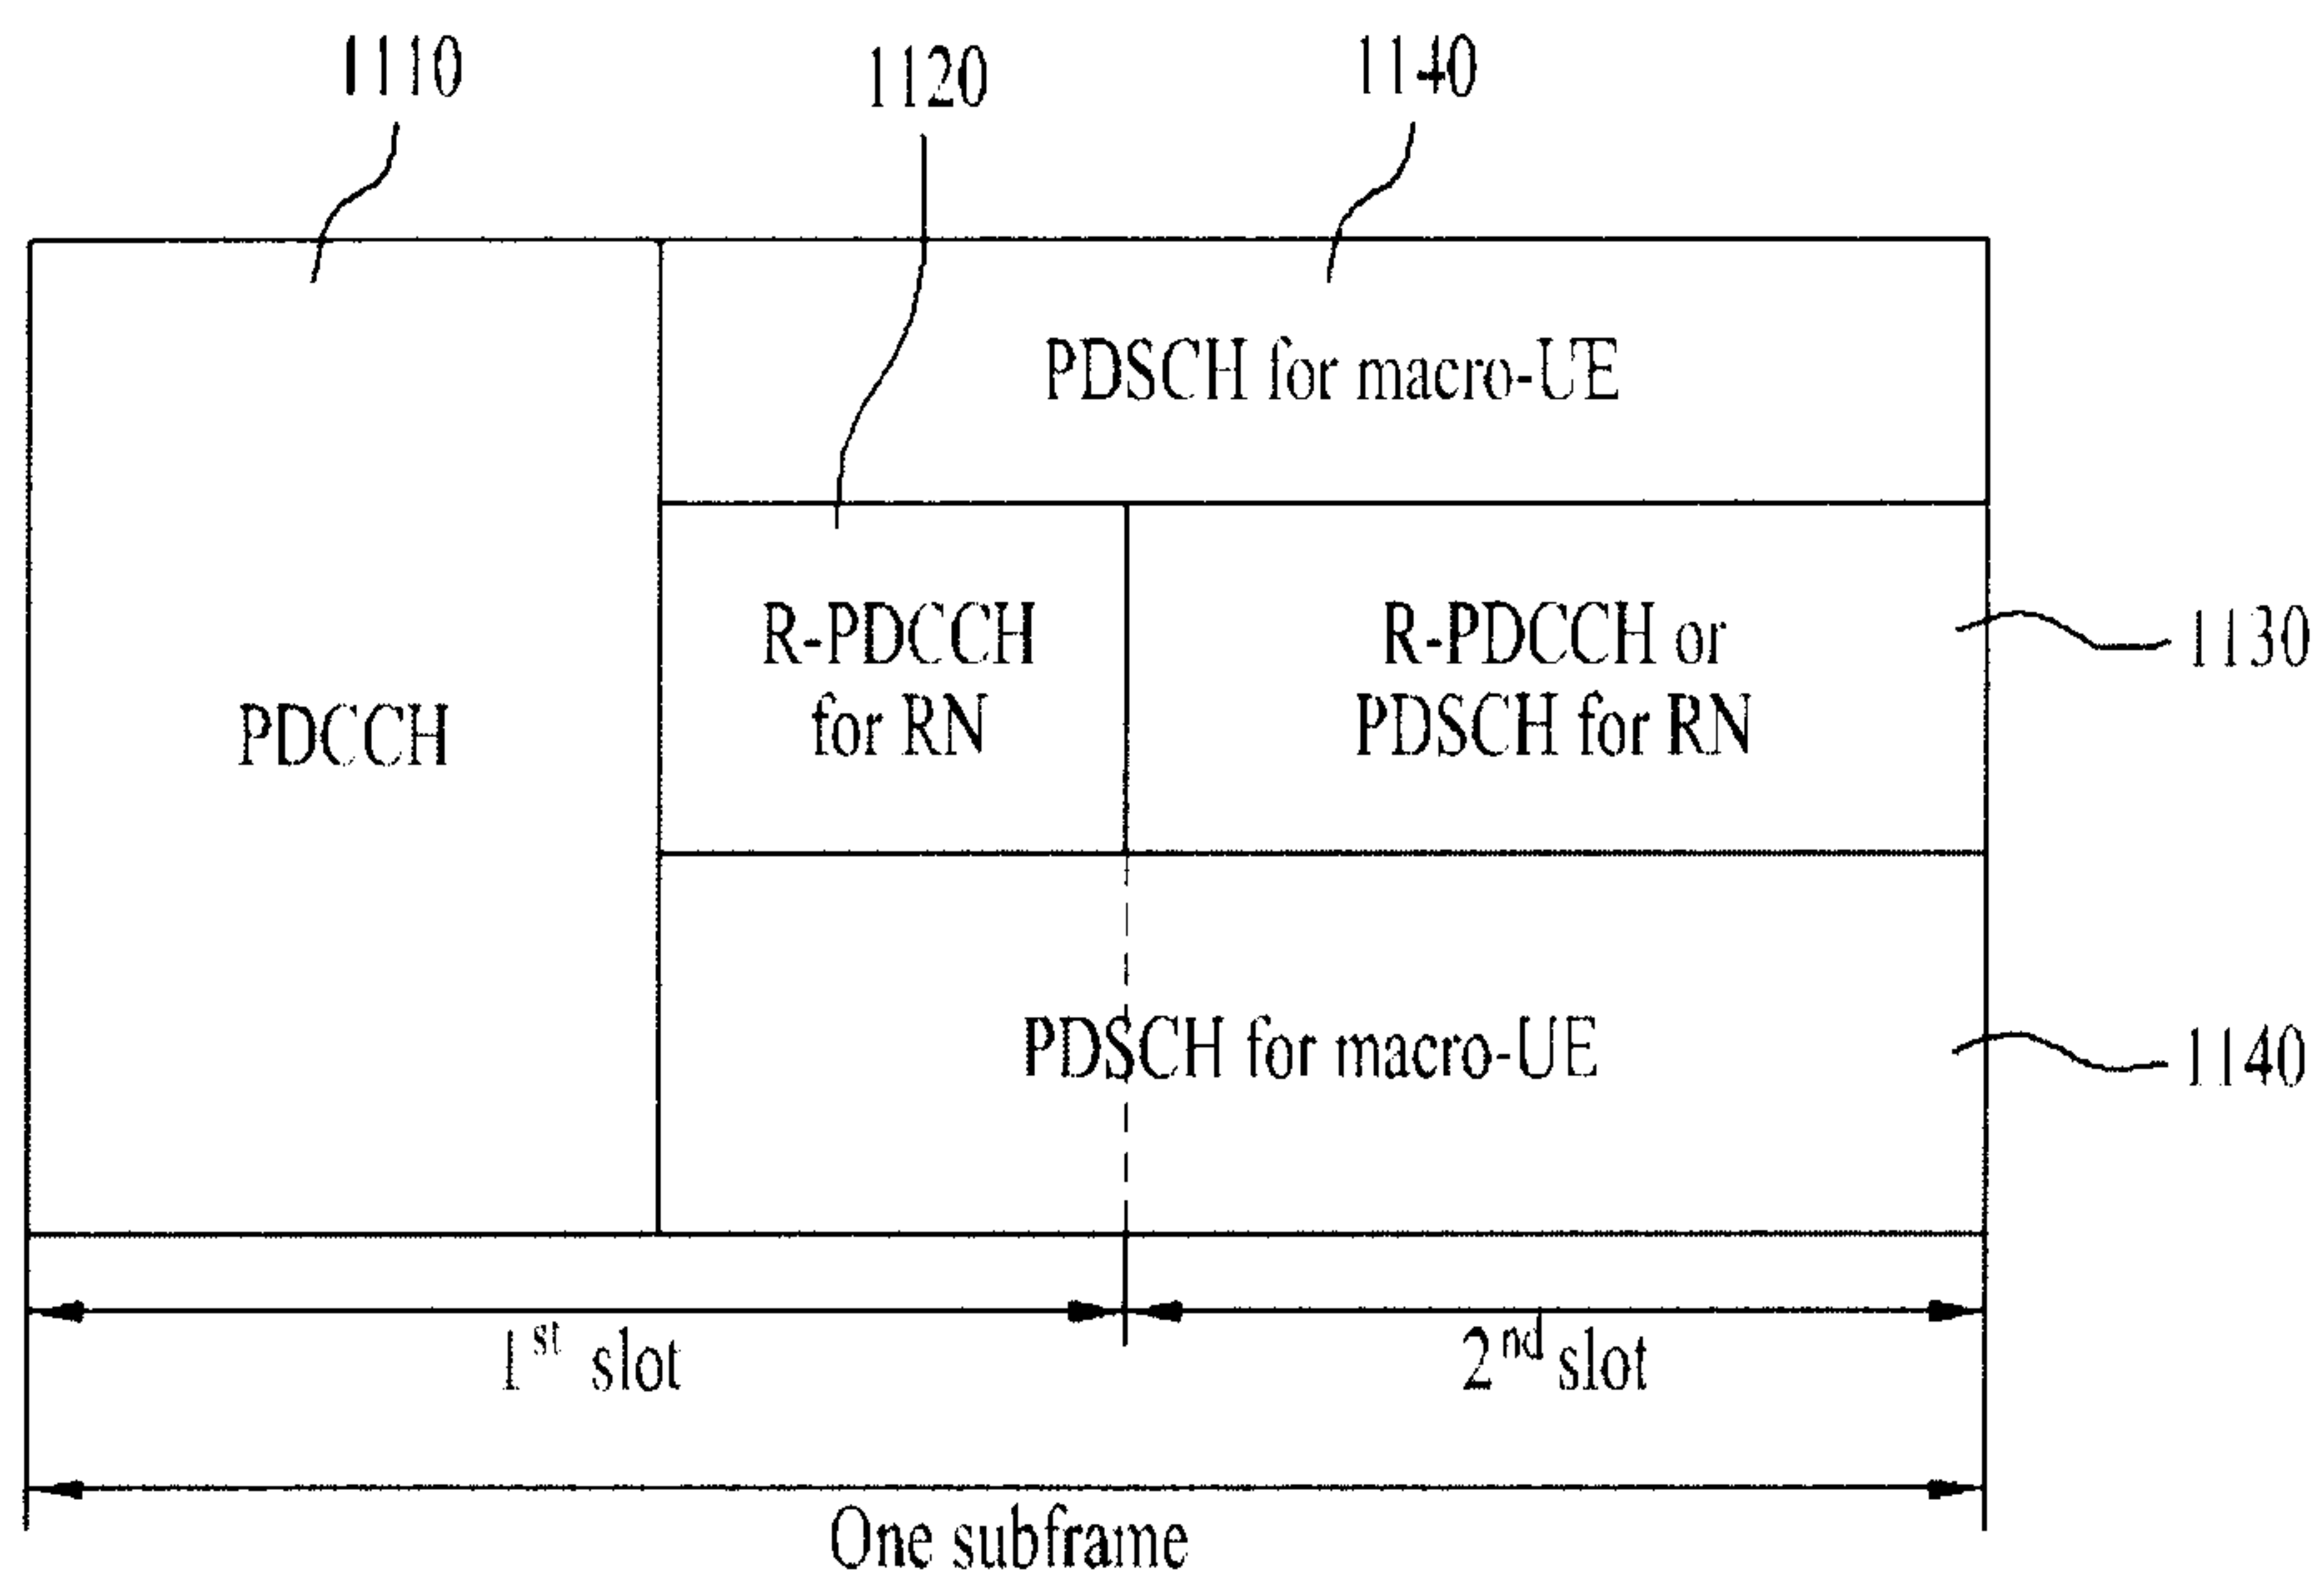 1110
1120
1140
PDSCH for macro-UE
R-PDCCH
for RN
R-PDCCH or
PDSCH for RN
1130
PDCCH
PDSCH for macro-UE
1140
1st slot
2nd slot
One subframe